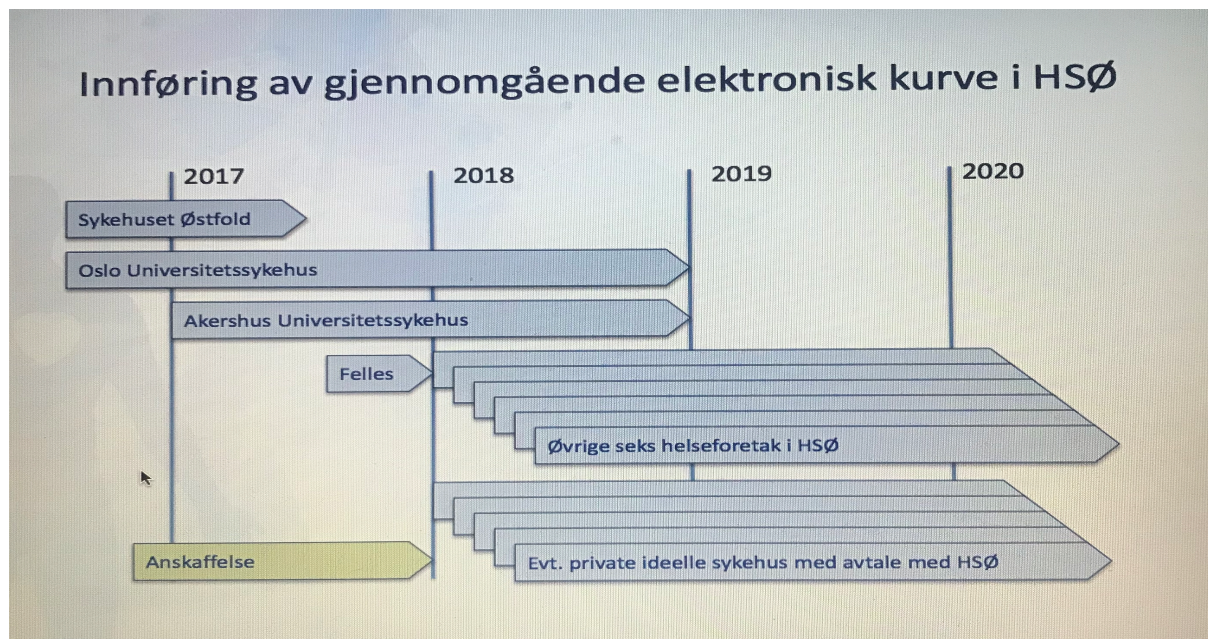 Innføring av gjennomgående elektronisk kurve i HSØ
2017
2018
2019
2020
Sykehuset Østfold
Oslo Universitetssykehus
Akershus Universitetssykehus
Felles
Øvrige seks helseforetak i HSØ
Anskaffelse
Evt. private ideelle sykehus med avtale med HSØ